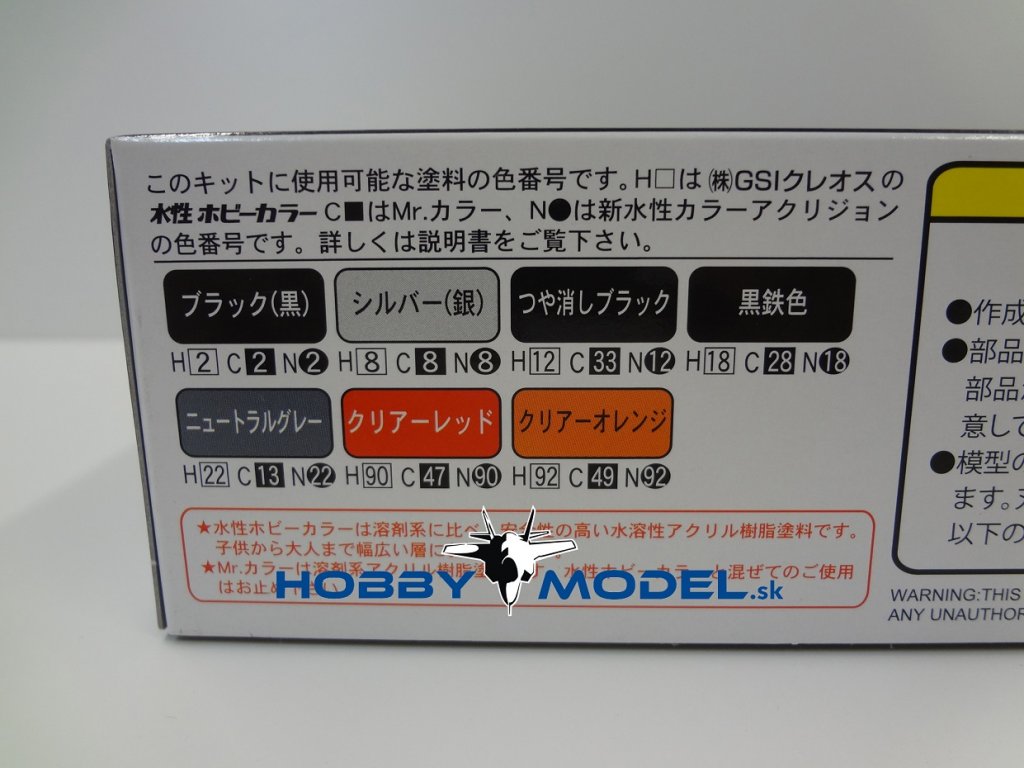 このキットに使用可能な塗料の色番号です。H□は㈱GSIクレオスの
水性ホビーカラー C■はMr.カラー、N●は新水性カラーアクリジョン
の色番号です。詳しくは説明書をご覧下さい。
ブラック(黒) シルバー(銀) つや消しブラック 黒鉄色
H2 C2 N2 H8 C8 N8 H12 C33 N12 H18 C28 N18
ニュートラルグレー クリアーレッド クリアーオレンジ
H22 C13 N22 H90 C47 N90 H92 C49 N92
★水性ホビーカラーは溶剤系に比べ、安全性の高い水溶性アクリル樹脂塗料です。
子供から大人まで幅広い層に
★Mr.カラーは溶剤系アクリル樹脂塗 す。水性ホビーカラーと混ぜてのご使用
はお止め下さい
HOBBY MODEL.sk
●作成
●部品
部品
意して
●模型の
ます。
以下の
WARNING:THIS
ANY UNAUTHOR